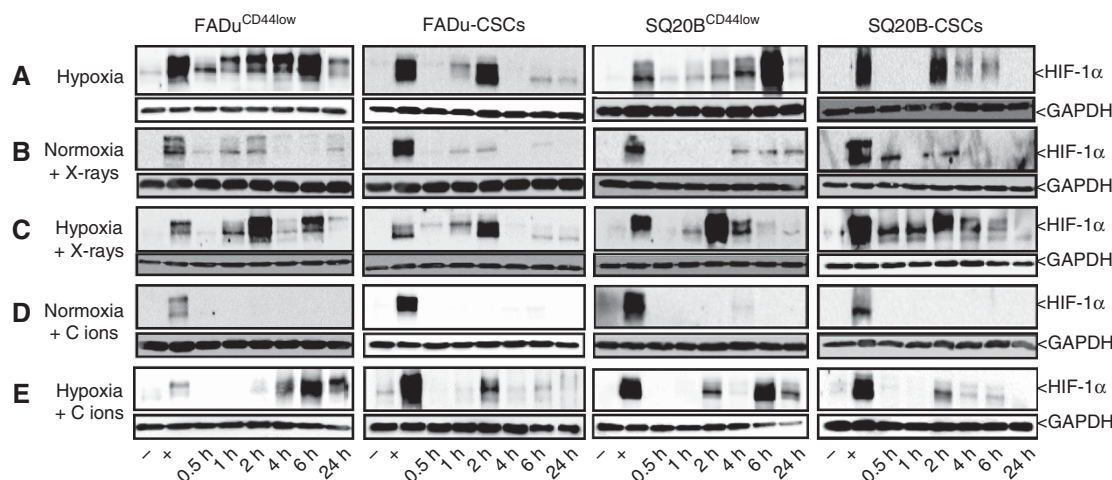 FADu^CD44low FADu-CSCs SQ20B^CD44low SQ20B-CSCs
A Hypoxia <HIF-1α
<GAPDH
B Normoxia + X-rays <HIF-1α
<GAPDH
C Hypoxia + X-rays <HIF-1α
<GAPDH
D Normoxia + C ions <HIF-1α
<GAPDH
E Hypoxia + C ions <HIF-1α
<GAPDH
– + 0.5 h 1 h 2 h 4 h 6 h 24 h – + 0.5 h 1 h 2 h 4 h 6 h 24 h – + 0.5 h 1 h 2 h 4 h 6 h 24 h – + 0.5 h 1 h 2 h 4 h 6 h 24 h